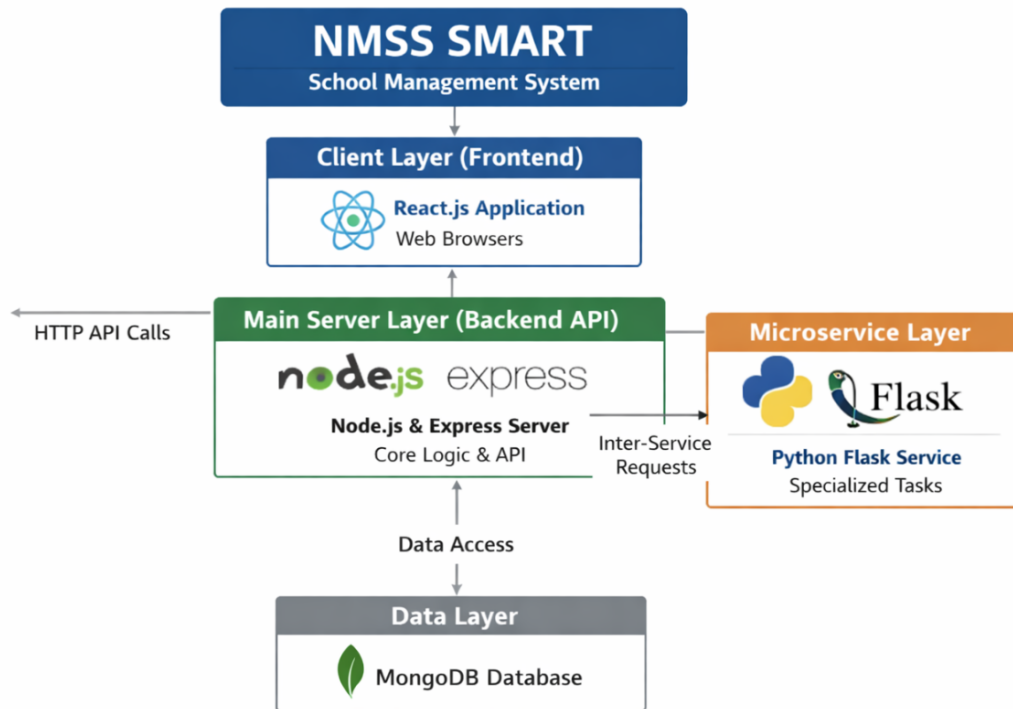 NMSS SMART
School Management System
Client Layer (Frontend)
React.js Application
Web Browsers
HTTP API Calls
Main Server Layer (Backend API)
node.js express
Node.js & Express Server
Core Logic & API
Inter-Service
Requests
Microservice Layer
Flask
Python Flask Service
Specialized Tasks
Data Access
Data Layer
MongoDB Database